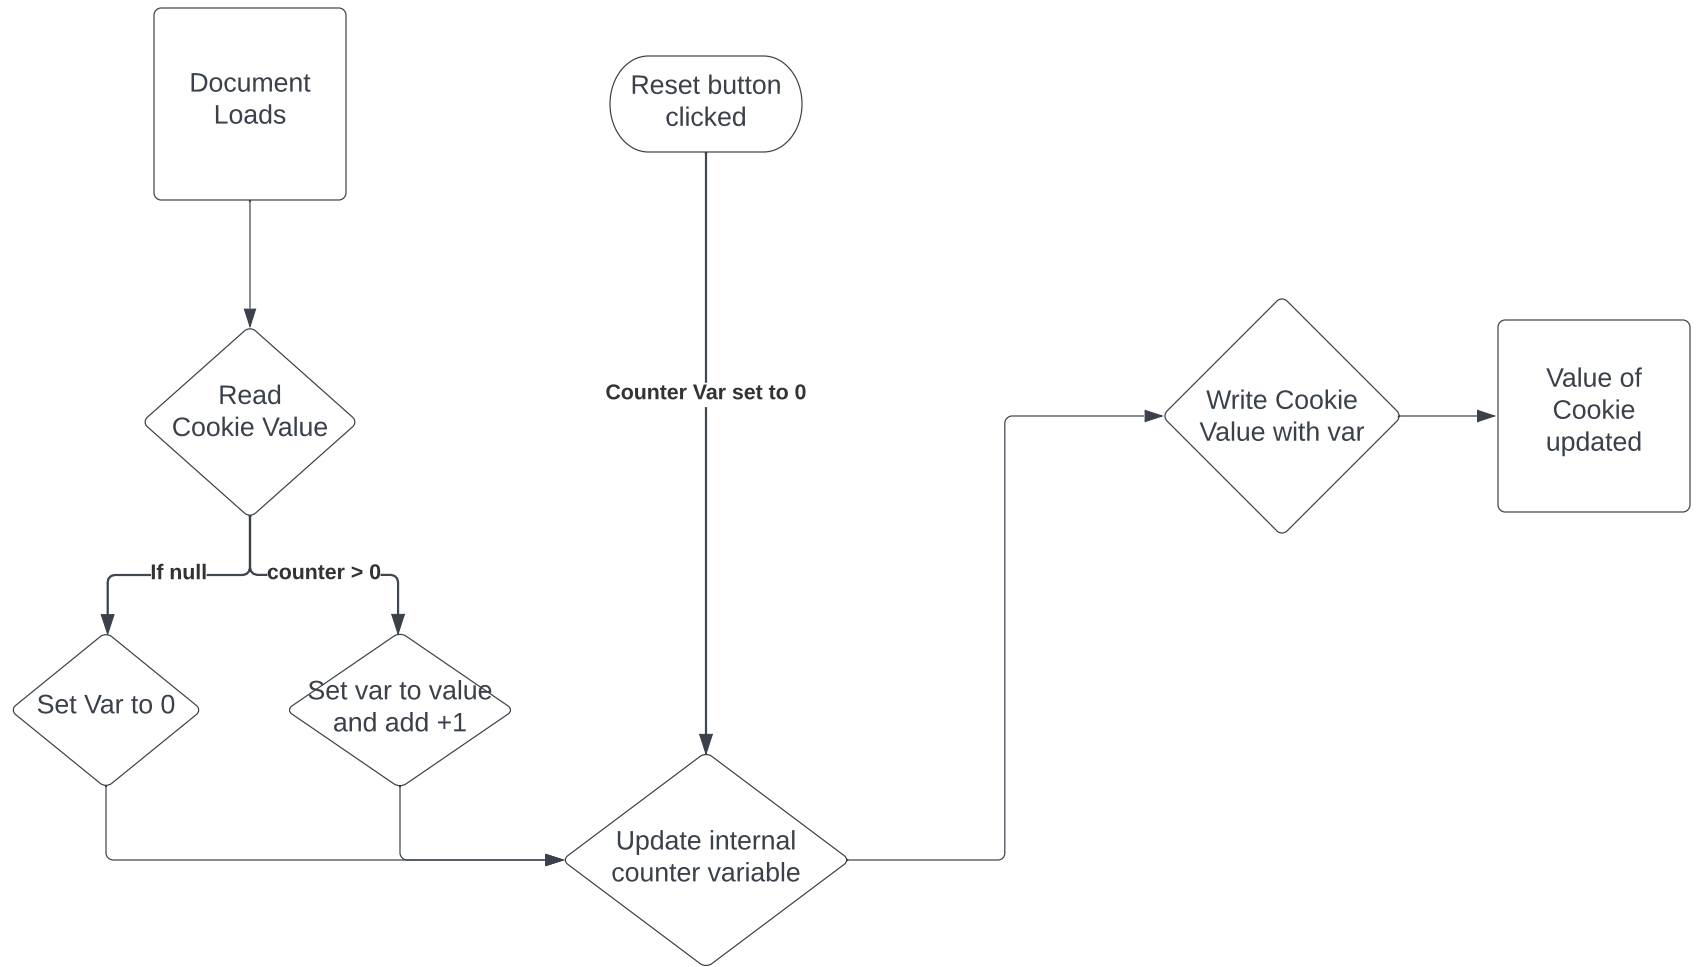 Document
Loads
Reset button
clicked
Read
Cookie Value
Counter Var set to 0
Write Cookie
Value with var
Value of
Cookie
updated
If null
counter > 0
Set Var to 0
Set var to value
and add +1
Update internal
counter variable